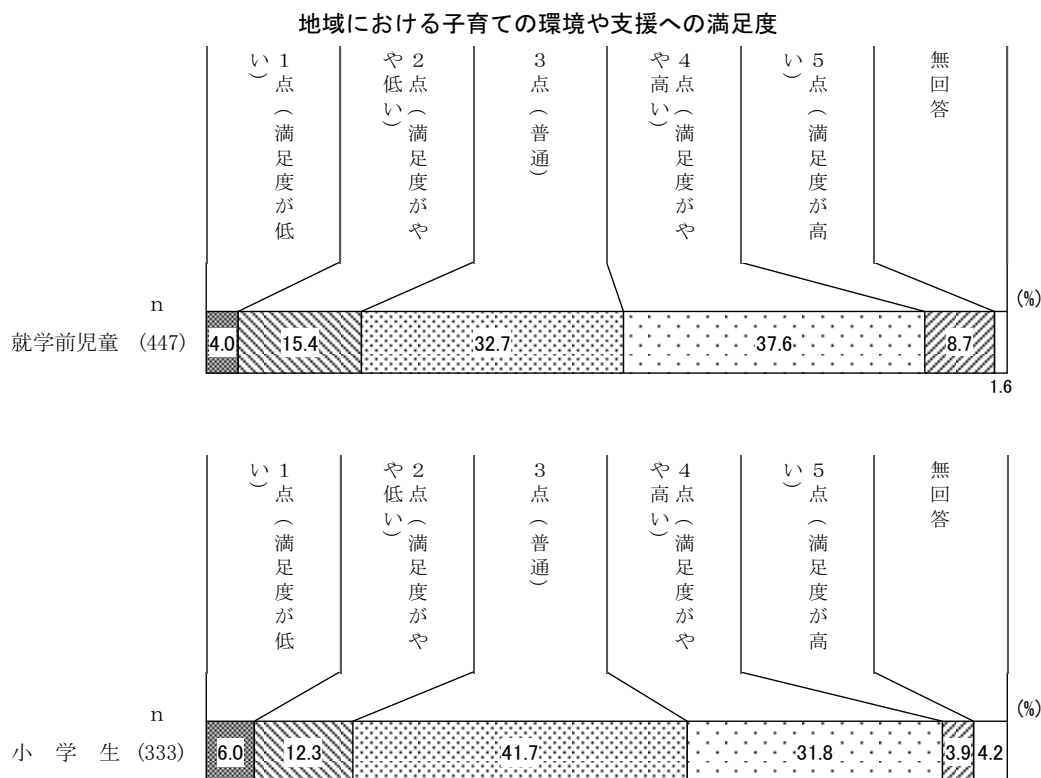 地域における子育ての環境や支援への満足度
1点（満足度が低
い）
2点（満足度がや
や低い）
3点（普通）
4点（満足度がや
や高い）
5点（満足度が高
い）
無回答
n
(%)
就学前児童 (447)
4.0 15.4 32.7 37.6 8.7
1.6
1点（満足度が低
い）
2点（満足度がや
や低い）
3点（普通）
4点（満足度がや
や高い）
5点（満足度が高
い）
無回答
n
(%)
小学生 (333)
6.0 12.3 41.7 31.8 3.9 4.2